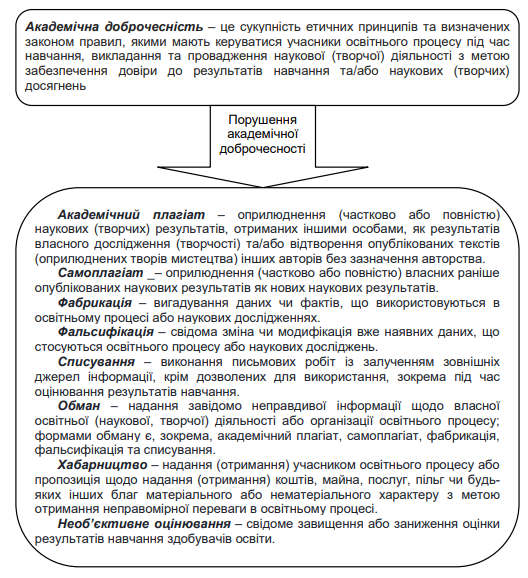 Академічна доброчесність – це сукупність етичних принципів та визначених
законом правил, якими мають керуватися учасники освітнього процесу під час
навчання, викладання та провадження наукової (творчої) діяльності з метою
забезпечення довіри до результатів навчання та/або наукових (творчих)
досягнень
Порушення
академічної
доброчесності
Академічний плагіат – оприлюднення (частково або повністю)
наукових (творчих) результатів, отриманих іншими особами, як результатів
власного дослідження (творчості) та/або відтворення опублікованих текстів
(оприлюднених творів мистецтва) інших авторів без зазначення авторства.
Самоплагіат _– оприлюднення (частково або повністю) власних раніше
опублікованих наукових результатів як нових наукових результатів.
Фабрикація – вигадування даних чи фактів, що використовуються в
освітньому процесі або наукових дослідженнях.
Фальсифікація – свідома зміна чи модифікація вже наявних даних, що
стосуються освітнього процесу або наукових досліджень.
Списування – виконання письмових робіт із залученням зовнішніх
джерел інформації, крім дозволених для використання, зокрема під час
оцінювання результатів навчання.
Обман – надання завідомо неправдивої інформації щодо власної
освітньої (наукової, творчої) діяльності або організації освітнього процесу;
формами обману є, зокрема, академічний плагіат, самоплагіат, фабрикація,
фальсифікація та списування.
Хабарництво – надання (отримання) учасником освітнього процесу або
пропозиція щодо надання (отримання) коштів, майна, послуг, пільг чи будь-
яких інших благ матеріального або нематеріального характеру з метою
отримання неправомірної переваги в освітньому процесі.
Необ’єктивне оцінювання – свідоме завищення або заниження оцінки
результатів навчання здобувачів освіти.